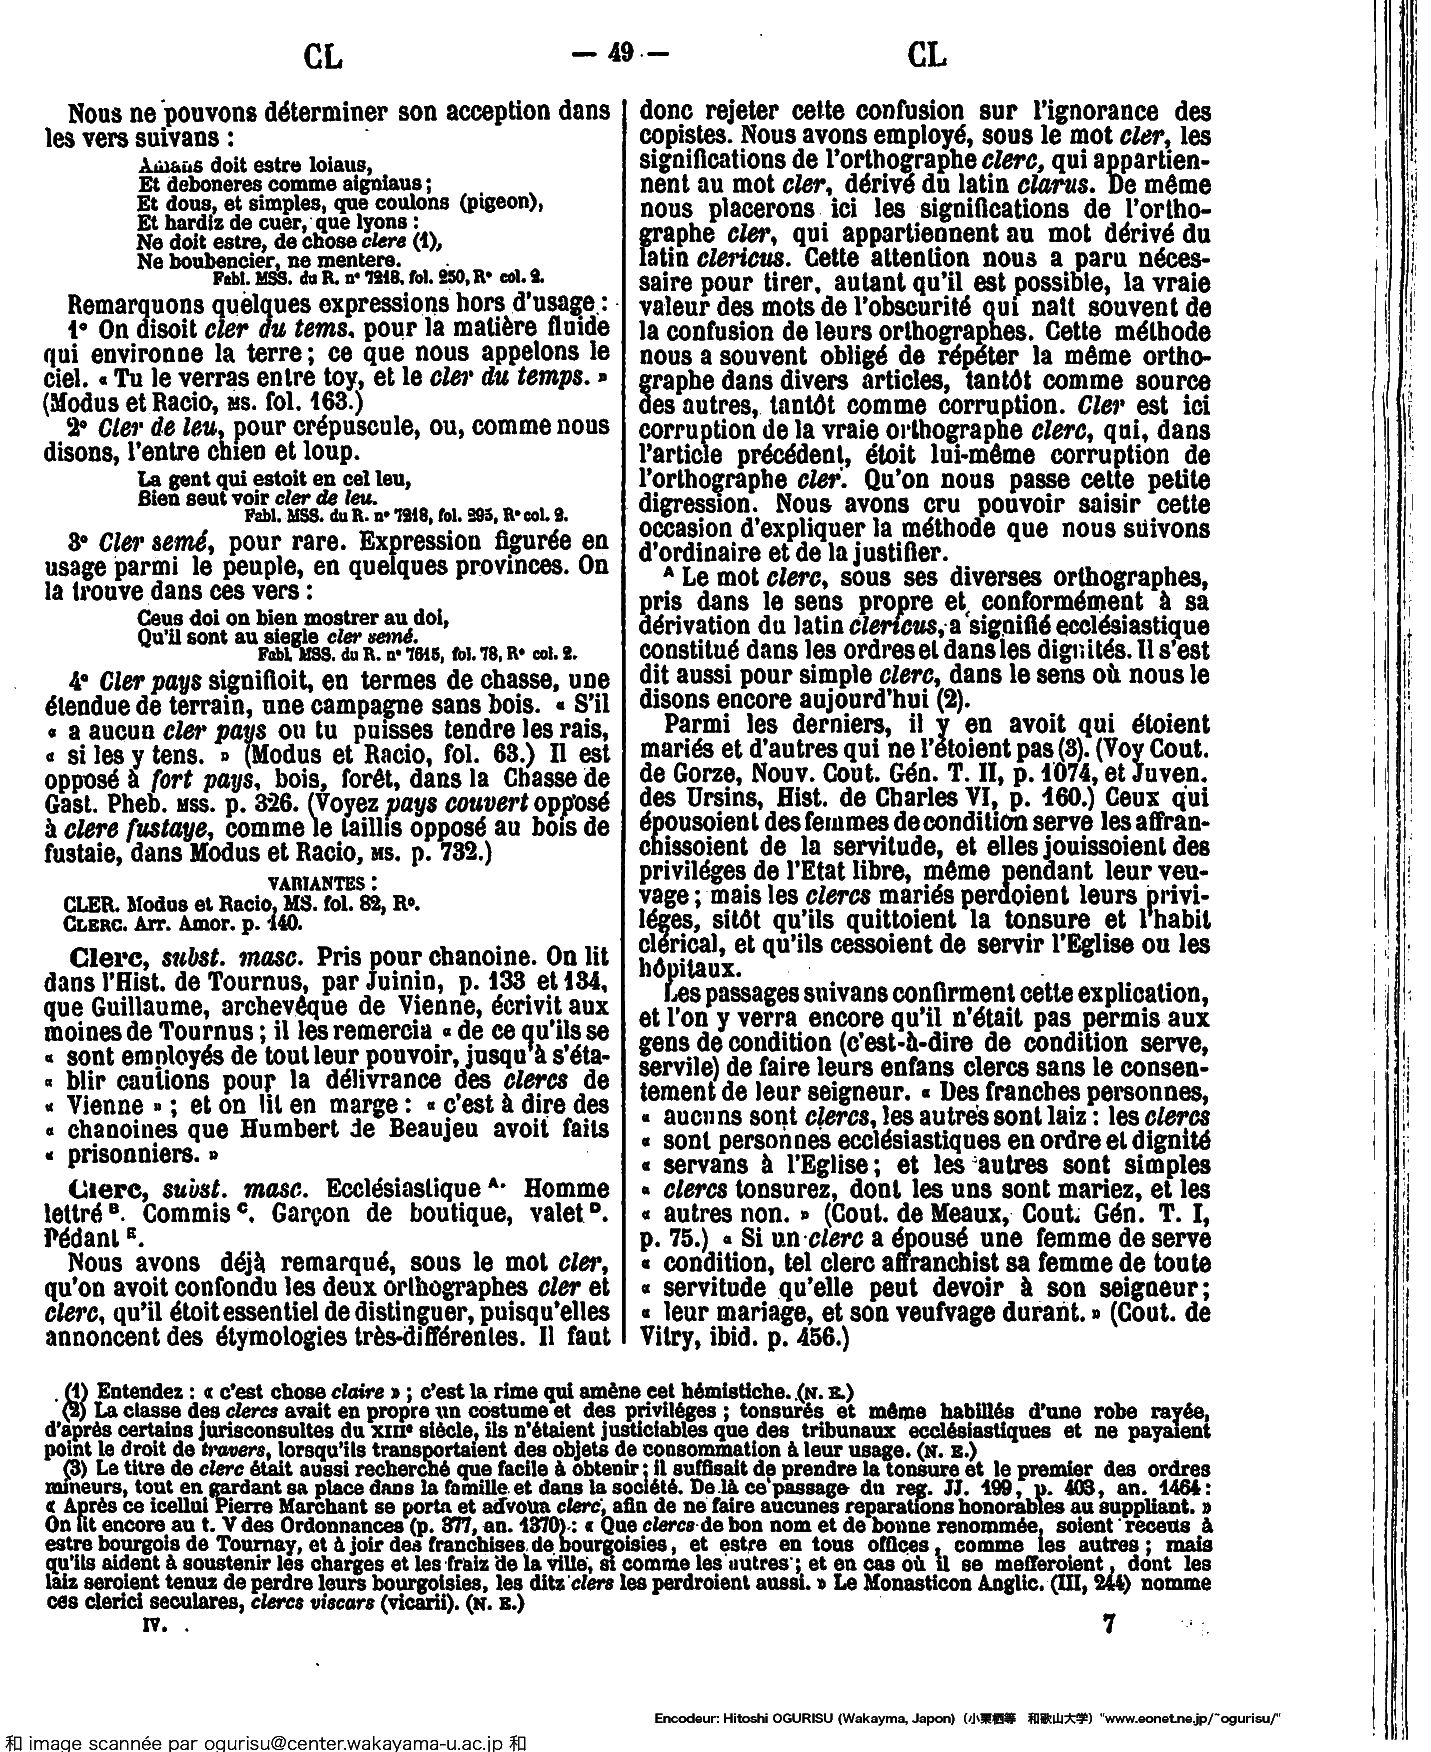 CL — 49 — CL
Nous ne pouvons déterminer son acception dans
les vers suivans :
Amans doit estre loiaus,
Et deboneres comme aigniaus ;
Et dous, et simples, que coulons (pigeon),
Et hardiz de cuer, que lyons :
Ne doit estre, de chose clere (1),
Ne boubencier, ne mentere.
Fabl. MSS. du R. n° 7218, fol. 250, R° col. 2.
Remarquons quelques expressions hors d'usage :
1° On disoit cler du tems, pour la matière fluide
qui environne la terre ; ce que nous appelons le
ciel. « Tu le verras entre toy, et le cler du temps. »
(Modus et Racio, MS. fol. 163.)
2° Cler de leu, pour crépuscule, ou, comme nous
disons, l'entre chien et loup.
La gent qui estoit en cel leu,
Bien seut voir cler de leu.
Fabl. MSS. du R. n° 7218, fol. 295, R° col. 2.
3° Cler semé, pour rare. Expression figurée en
usage parmi le peuple, en quelques provinces. On
la trouve dans ces vers :
Ceus doi on bien mostrer au doi,
Qu'il sont au siegle cler semé.
Fabl. MSS. du R. n° 7615, fol. 78, R° col. 2.
4° Cler pays signifioit, en termes de chasse, une
étendue de terrain, une campagne sans bois. « S'il
« a aucun cler pays ou tu puisses tendre les rais,
« si les y tens. » (Modus et Racio, fol. 63.) Il est
opposé à fort pays, bois, forêt, dans la Chasse de
Gast. Pheb. MSS. p. 326. (Voyez pays couvert opposé
à clere fustaye, comme le taillis opposé au bois de
fustaie, dans Modus et Racio, MS. p. 732.)
VARIANTES :
CLER. Modus et Racio, MS. fol. 82, R°.
CLERC. Arr. Amor. p. 140.
Clerc, subst. masc. Pris pour chanoine. On lit
dans l'Hist. de Tournus, par Juinin, p. 133 et 134,
que Guillaume, archevêque de Vienne, écrivit aux
moines de Tournus ; il les remercia « de ce qu'ils se
« sont employés de tout leur pouvoir, jusqu'à s'éta-
« blir cautions pour la délivrance des clercs de
« Vienne » ; et on lit en marge : « c'est à dire des
« chanoines que Humbert de Beaujeu avoit faits
« prisonniers. »
Clerc, subst. masc. Ecclésiastique A. Homme
lettré B. Commis C. Garçon de boutique, valet D.
Pédant E.
Nous avons déjà remarqué, sous le mot cler,
qu'on avoit confondu les deux orthographes cler et
clerc, qu'il étoit essentiel de distinguer, puisqu'elles
annoncent des étymologies très-différentes. Il faut
donc rejeter cette confusion sur l'ignorance des
copistes. Nous avons employé, sous le mot cler, les
significations de l'orthographe clerc, qui appartien-
nent au mot cler, dérivé du latin clarus. De même
nous placerons ici les significations de l'ortho-
graphe cler, qui appartiennent au mot dérivé du
latin clericus. Cette attention nous a paru néces-
saire pour tirer, autant qu'il est possible, la vraie
valeur des mots de l'obscurité qui naît souvent de
la confusion de leurs orthographes. Cette méthode
nous a souvent obligé de répéter la même ortho-
graphe dans divers articles, tantôt comme source
des autres, tantôt comme corruption. Cler est ici
corruption de la vraie orthographe clerc, qui, dans
l'article précédent, étoit lui-même corruption de
l'orthographe cler. Qu'on nous passe cette petite
digression. Nous avons cru pouvoir saisir cette
occasion d'expliquer la méthode que nous suivons
d'ordinaire et de la justifier.
A Le mot clerc, sous ses diverses orthographes,
pris dans le sens propre et conformément à sa
dérivation du latin clericus, a signifié ecclésiastique
constitué dans les ordres et dans les dignités. Il s'est
dit aussi pour simple clerc, dans le sens où nous le
disons encore aujourd'hui (2).
Parmi les derniers, il y en avoit qui étoient
mariés et d'autres qui ne l'étoient pas (3). (Voy Cout.
de Gorze, Nouv. Cout. Gén. T. II, p. 1074, et Juven.
des Ursins, Hist. de Charles VI, p. 160.) Ceux qui
épousoient des femmes de condition serve les affran-
chissoient de la servitude, et elles jouissoient des
priviléges de l'Etat libre, même pendant leur veu-
vage ; mais les clercs mariés perdoient leurs privi-
léges, sitôt qu'ils quittoient la tonsure et l'habit
clérical, et qu'ils cessoient de servir l'Eglise ou les
hôpitaux.
Les passages suivans confirment cette explication,
et l'on y verra encore qu'il n'était pas permis aux
gens de condition (c'est-à-dire de condition serve,
servile) de faire leurs enfans clercs sans le consen-
tement de leur seigneur. « Des franches personnes,
« aucuns sont clercs, les autres sont laiz : les clercs
« sont personnes ecclésiastiques en ordre et dignité
« servans à l'Eglise ; et les autres sont simples
« clercs tonsurez, dont les uns sont mariez, et les
« autres non. » (Cout. de Meaux, Cout. Gén. T. I,
p. 75.) « Si un clerc a épousé une femme de serve
« condition, tel clerc affranchist sa femme de toute
« servitude qu'elle peut devoir à son seigneur ;
« leur mariage, et son veufvage durant. » (Cout. de
Vitry, ibid. p. 456.)
(1) Entendez : « c'est chose claire » ; c'est la rime qui amène cet hémistiche. (N. E.)
(2) La classe des clercs avait en propre un costume et des priviléges ; tonsurés et même habillés d'une robe rayée,
d'après certains jurisconsultes du XIIIe siècle, ils n'étaient justiciables que des tribunaux ecclésiastiques et ne payaient
point le droit de travers, lorsqu'ils transportaient des objets de consommation à leur usage. (N. E.)
(3) Le titre de clerc était aussi recherché que facile à obtenir ; il suffisait de prendre la tonsure et le premier des ordres
mineurs, tout en gardant sa place dans la famille et dans la société. De là ce passage du reg. JJ. 199, p. 403, an. 1464 :
« Après ce icellui Pierre Marchant se porta et advoua clerc, afin de ne faire aucunes reparations honorables au suppliant. »
On lit encore au t. V des Ordonnances (p. 377, an. 1370) : « Que clercs de bon nom et de bonne renommée, soient receus à
estre bourgois de Tournay, et à joir des franchises de bourgoisies, et estre en tous offices, comme les autres ; mais
qu'ils aident à soustenir les charges et les fraiz de la ville, si comme les autres ; et en cas où il se mefferoient, dont les
laiz seroient tenuz de perdre leurs bourgoisies, les ditz clers les perdroient aussi. » Le Monasticon Anglic. (III, 244) nomme
ces clerici seculares, clercs viscars (vicarii). (N. E.)
IV. 7
Encodeur: Hitoshi OGURISU (Wakayma, Japon) (小栗栖等 和歌山大学) "www.eonet.ne.jp/~ogurisu/"
和 image scannée par ogurisu@center.wakayama-u.ac.jp 和